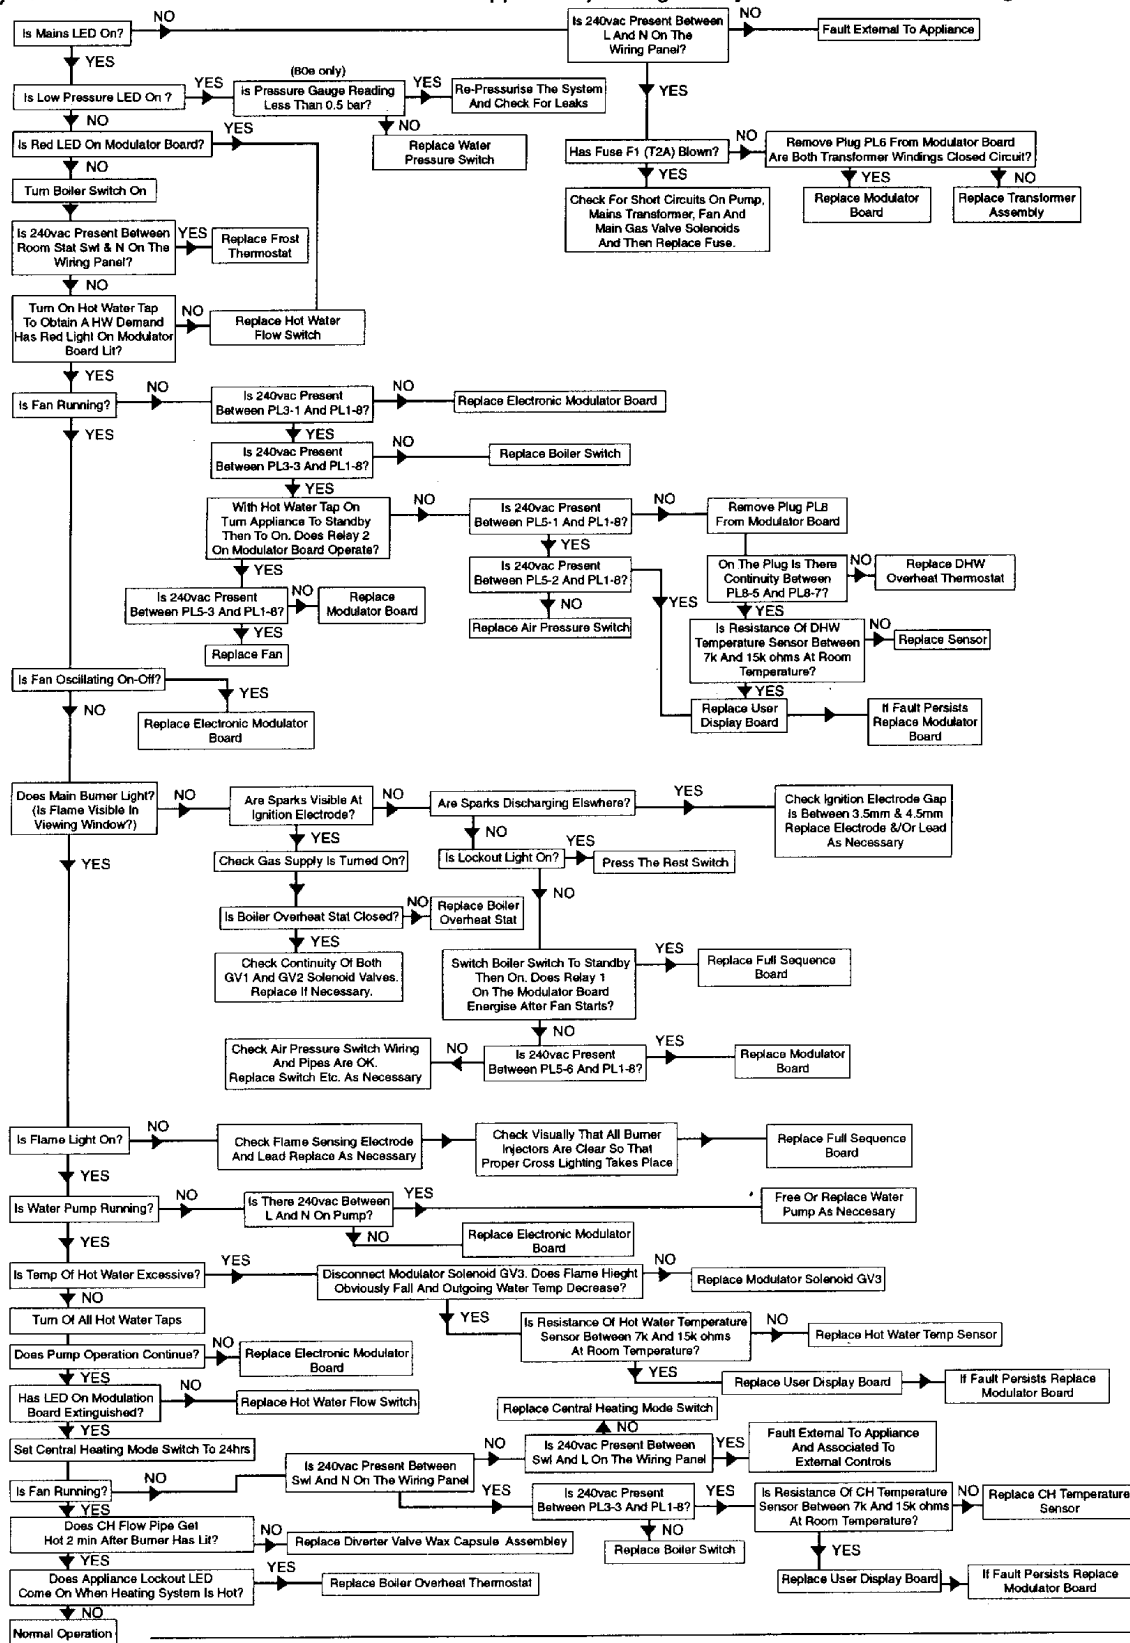 Is Mains LED On?
NO
Is 240vac Present Between
L And N On The
Wiring Panel?
NO
Fault External To Appliance
YES
YES
Is Low Pressure LED On ?
YES
(80e only)
is Pressure Gauge Reading
Less Than 0.5 bar?
YES
Re-Pressurise The System
And Check For Leaks
NO
NO
Replace Water
Pressure Switch
Is Red LED On Modulator Board?
YES
NO
Has Fuse F1 (T2A) Blown?
NO
Remove Plug PL6 From Modulator Board
Are Both Transformer Windings Closed Circuit?
YES
YES
NO
Turn Boiler Switch On
Check For Short Circuits On Pump,
Mains Transformer, Fan And
Main Gas Valve Solenoids
And Then Replace Fuse.
Replace Modulator
Board
Replace Transformer
Assembly
Is 240vac Present Between
Room Stat Swl & N On The
Wiring Panel?
YES
Replace Frost
Thermostat
NO
Turn On Hot Water Tap
To Obtain A HW Demand
Has Red Light On Modulator
Board Lit?
NO
Replace Hot Water
Flow Switch
YES
Is Fan Running?
NO
Is 240vac Present
Between PL3-1 And PL1-8?
NO
Replace Electronic Modulator Board
YES
YES
Is 240vac Present
Between PL3-3 And PL1-8?
NO
Replace Boiler Switch
YES
With Hot Water Tap On
Turn Appliance To Standby
Then To On. Does Relay 2
On Modulator Board Operate?
NO
Is 240vac Present
Between PL5-1 And PL1-8?
NO
Remove Plug PL8
From Modulator Board
YES
YES
Is 240vac Present
Between PL5-2 And PL1-8?
YES
On The Plug Is There
Continuity Between
PL8-5 And PL8-7?
NO
Replace DHW
Overheat Thermostat
Is 240vac Present
Between PL5-3 And PL1-8?
NO
Replace
Modulator Board
NO
YES
YES
Replace Air Pressure Switch
Is Resistance Of DHW
Temperature Sensor Between
7k And 15k ohms At Room
Temperature?
NO
Replace Sensor
Replace Fan
Is Fan Oscillating On-Off?
YES
YES
NO
Replace Electronic Modulator
Board
Replace User
Display Board
If Fault Persists
Replace Modulator
Board
Does Main Burner Light?
(Is Flame Visible In
Viewing Window?)
NO
Are Sparks Visible At
Ignition Electrode?
NO
Are Sparks Discharging Elswhere?
YES
Check Ignition Electrode Gap
Is Between 3.5mm & 4.5mm
Replace Electrode &/Or Lead
As Necessary
YES
YES
NO
Check Gas Supply Is Turned On?
Is Lockout Light On?
YES
Press The Rest Switch
NO
Is Boiler Overheat Stat Closed?
NO
Replace Boiler
Overheat Stat
YES
Check Continuity Of Both
GV1 And GV2 Solenoid Valves.
Replace If Necessary.
Switch Boiler Switch To Standby
Then On. Does Relay 1
On The Modulator Board
Energise After Fan Starts?
YES
Replace Full Sequence
Board
NO
Check Air Pressure Switch Wiring
And Pipes Are OK.
Replace Switch Etc. As Necessary
NO
Is 240vac Present
Between PL5-6 And PL1-8?
YES
Replace Modulator
Board
Is Flame Light On?
NO
Check Flame Sensing Electrode
And Lead Replace As Necessary
Check Visually That All Burner
Injectors Are Clear So That
Proper Cross Lighting Takes Place
Replace Full Sequence
Board
YES
Is Water Pump Running?
NO
Is There 240vac Between
L And N On Pump?
YES
Free Or Replace Water
Pump As Neccesary
YES
NO
Replace Electronic Modulator
Board
Is Temp Of Hot Water Excessive?
YES
Disconnect Modulator Solenoid GV3. Does Flame Hieght
Obviously Fall And Outgoing Water Temp Decrease?
NO
Replace Modulator Solenoid GV3
NO
Turn Of All Hot Water Taps
YES
Is Resistance Of Hot Water Temperature
Sensor Between 7k And 15k ohms
At Room Temperature?
NO
Replace Hot Water Temp Sensor
Does Pump Operation Continue?
NO
Replace Electronic Modulator
Board
YES
YES
Replace User Display Board
If Fault Persists Replace
Modulator Board
Has LED On Modulation
Board Extinguished?
NO
Replace Hot Water Flow Switch
Replace Central Heating Mode Switch
YES
NO
Set Central Heating Mode Switch To 24hrs
NO
Is 240vac Present Between
Swl And L On The Wiring Panel
YES
Fault External To Appliance
And Associated To
External Controls
Is Fan Running?
NO
Is 240vac Present Between
Swl And N On The Wiring Panel
YES
Is 240vac Present
Between PL3-3 And PL1-8?
YES
Is Resistance Of CH Temperature
Sensor Between 7k And 15k ohms
At Room Temperature?
NO
Replace CH Temperature
Sensor
YES
Does CH Flow Pipe Get
Hot 2 min After Burner Has Lit?
NO
Replace Diverter Valve Wax Capsule Assembley
NO
Replace Boiler Switch
YES
YES
Does Appliance Lockout LED
Come On When Heating System Is Hot?
YES
Replace Boiler Overheat Thermostat
Replace User Display Board
If Fault Persists Replace
Modulator Board
NO
Normal Operation